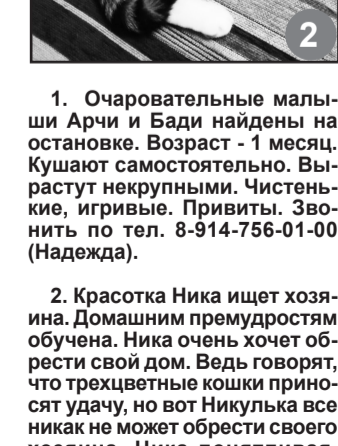 2
1. Очаровательные малы-
ши Арчи и Бади найдены на
остановке. Возраст - 1 месяц.
Кушают самостоятельно. Вы-
растут некрупными. Чистень-
кие, игривые. Привиты. Зво-
нить по тел. 8-914-756-01-00
(Надежда).
2. Красотка Ника ищет хозя-
ина. Домашним премудростям
обучена. Ника очень хочет об-
рести свой дом. Ведь говорят,
что трехцветные кошки прино-
сят удачу, но вот Никулька все
никак не может обрести своего